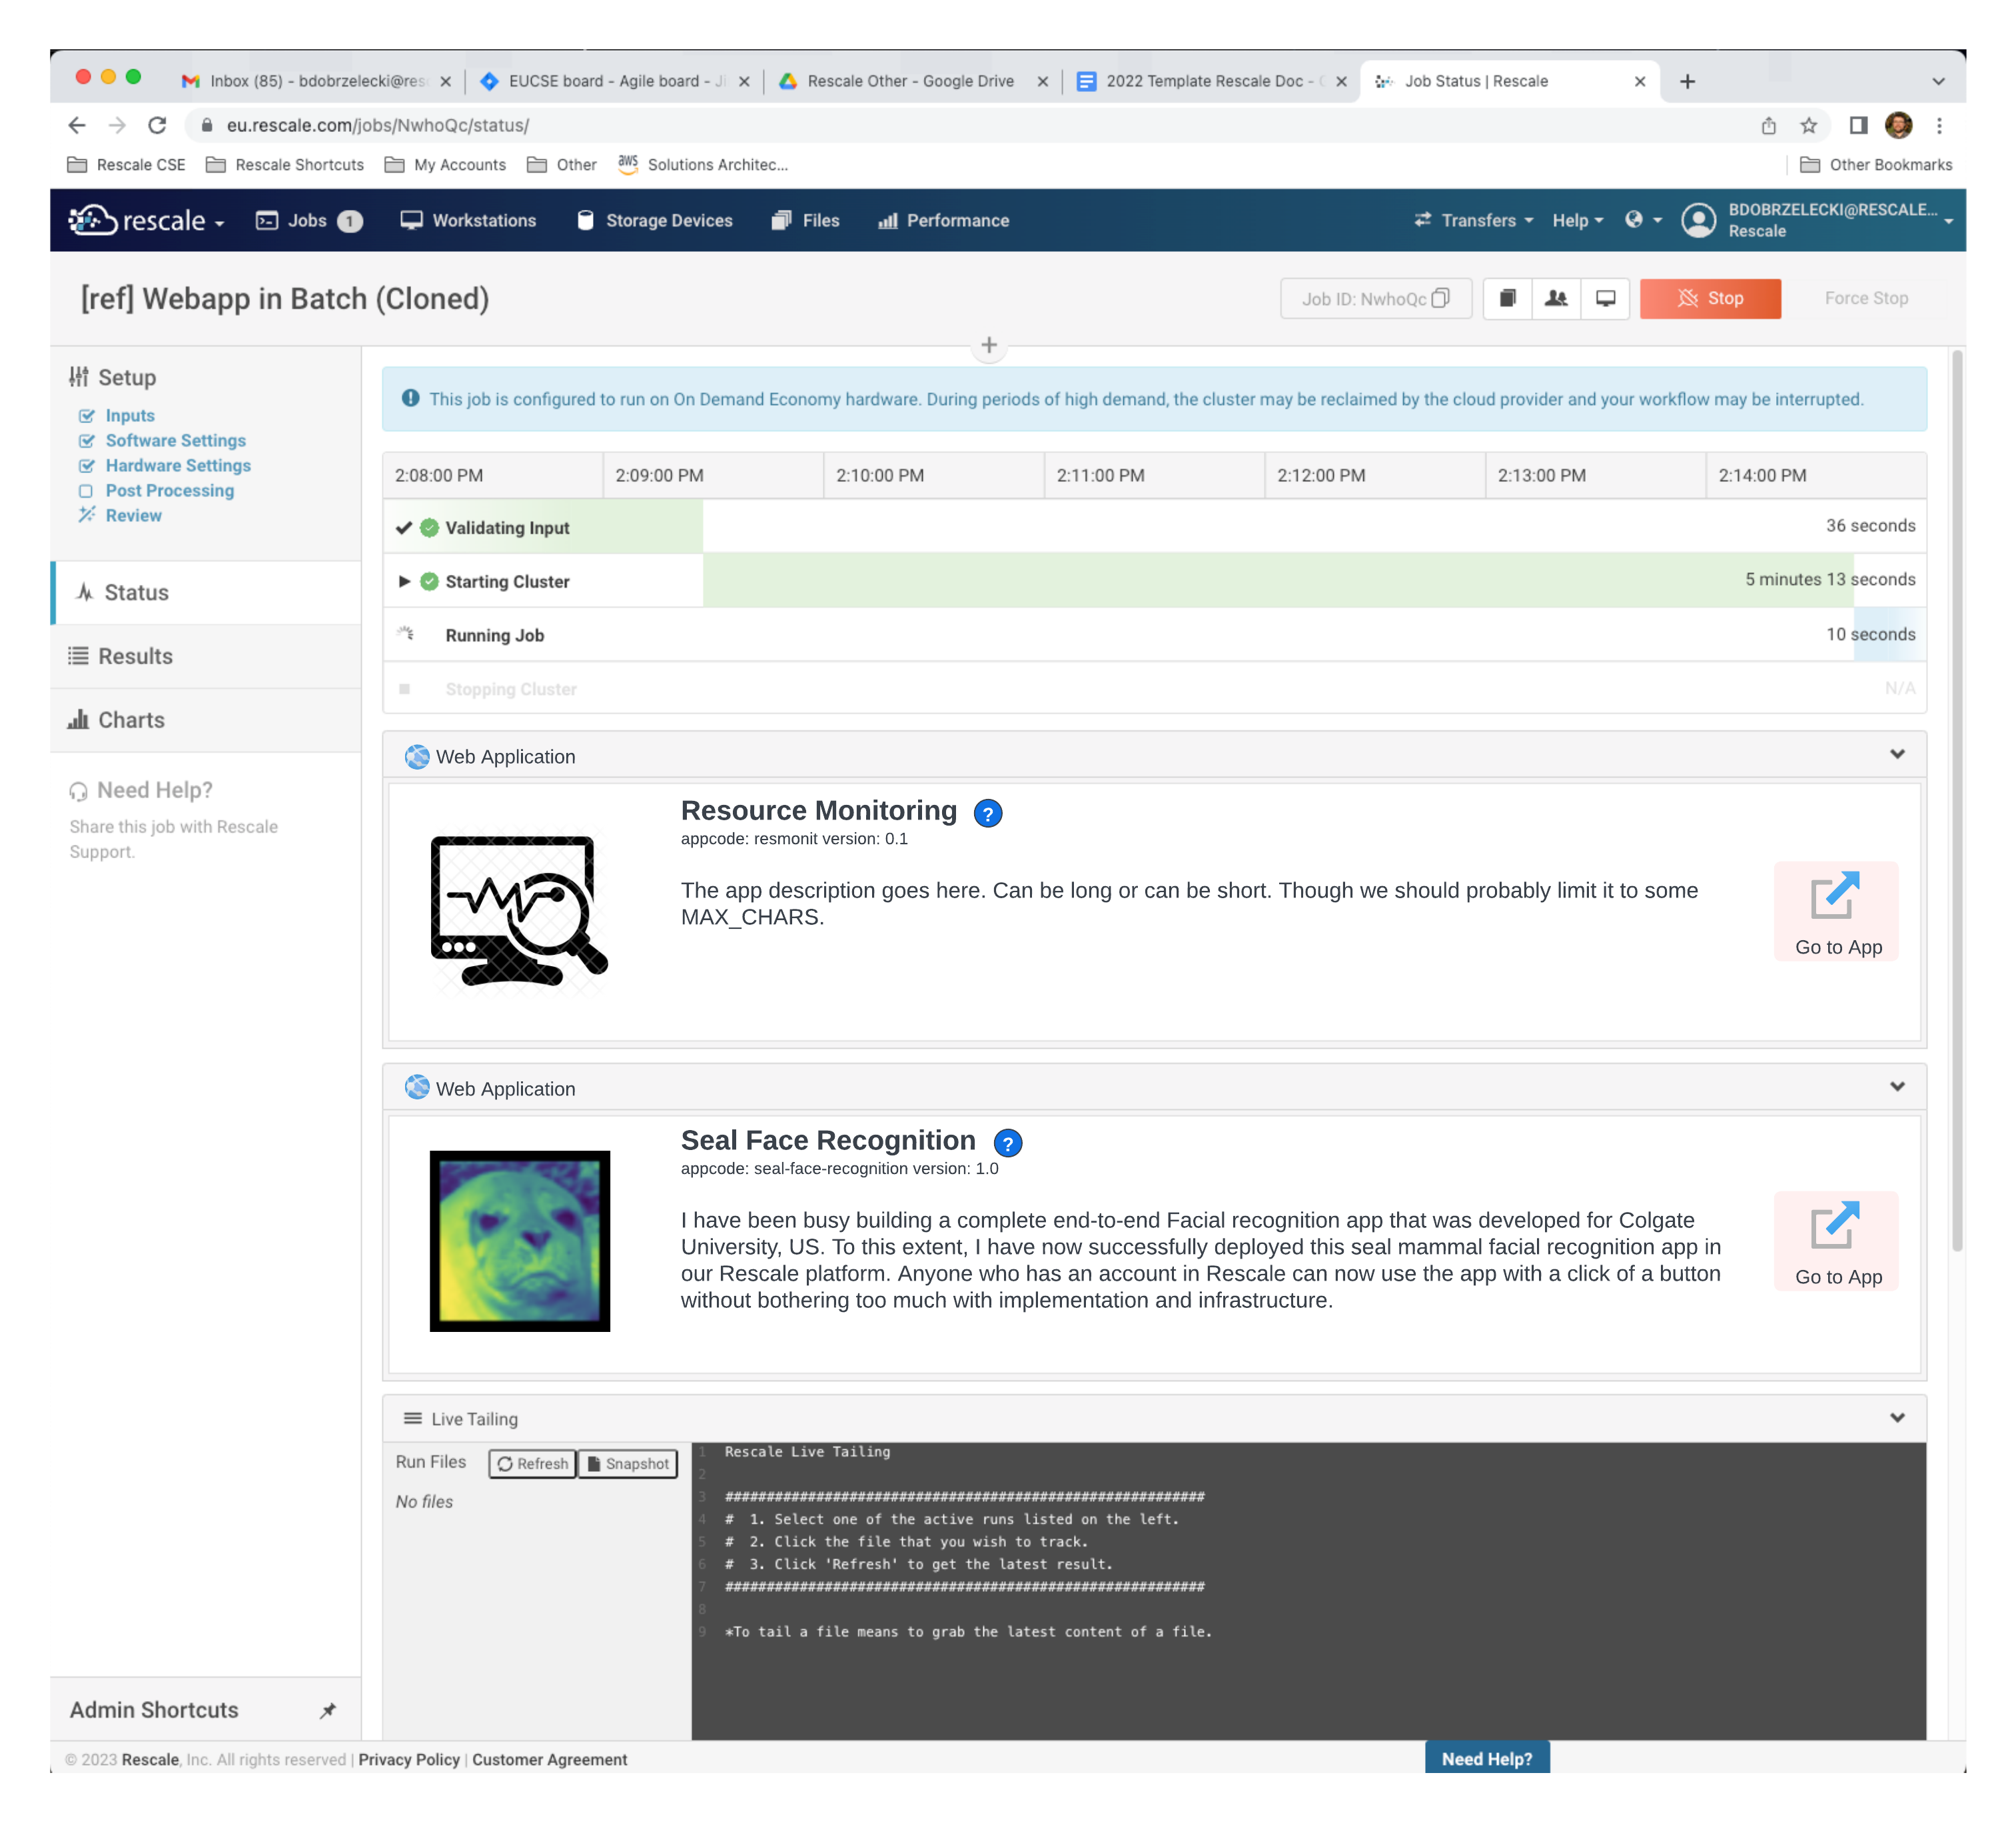 Inbox (85) - bdobrzelecki@res
EUCSE board - Agile board - Ji
Rescale Other - Google Drive
2022 Template Rescale Doc -
Job Status | Rescale
eu.rescale.com/jobs/NwhoQc/status/
Rescale CSE
Rescale Shortcuts
My Accounts
Other
aws
Solutions Architec...
Other Bookmarks
rescale
Jobs 1
Workstations
Storage Devices
Files
Performance
Transfers
Help
BDOBRZELECKI@RESCALE...
Rescale
[ref] Webapp in Batch (Cloned)
Job ID: NwhoQc
Stop
Force Stop
Setup
Inputs
Software Settings
Hardware Settings
Post Processing
Review
Status
Results
Charts
Need Help?
Share this job with Rescale
Support.
This job is configured to run on On Demand Economy hardware. During periods of high demand, the cluster may be reclaimed by the cloud provider and your workflow may be interrupted.
2:08:00 PM 2:09:00 PM 2:10:00 PM 2:11:00 PM 2:12:00 PM 2:13:00 PM 2:14:00 PM
Validating Input 36 seconds
Starting Cluster 5 minutes 13 seconds
Running Job 10 seconds
Stopping Cluster N/A
Web Application
Resource Monitoring ?
appcode: resmonit version: 0.1
The app description goes here. Can be long or can be short. Though we should probably limit it to some
MAX_CHARS.
Go to App
Web Application
Seal Face Recognition ?
appcode: seal-face-recognition version: 1.0
I have been busy building a complete end-to-end Facial recognition app that was developed for Colgate
University, US. To this extent, I have now successfully deployed this seal mammal facial recognition app in
our Rescale platform. Anyone who has an account in Rescale can now use the app with a click of a button
without bothering too much with implementation and infrastructure.
Go to App
Live Tailing
Run Files Refresh Snapshot
No files
1 Rescale Live Tailing
2
3 ##########################################################
4 # 1. Select one of the active runs listed on the left.
5 # 2. Click the file that you wish to track.
6 # 3. Click 'Refresh' to get the latest result.
7 ##########################################################
8
9 *To tail a file means to grab the latest content of a file.
Admin Shortcuts
© 2023 Rescale, Inc. All rights reserved | Privacy Policy | Customer Agreement
Need Help?